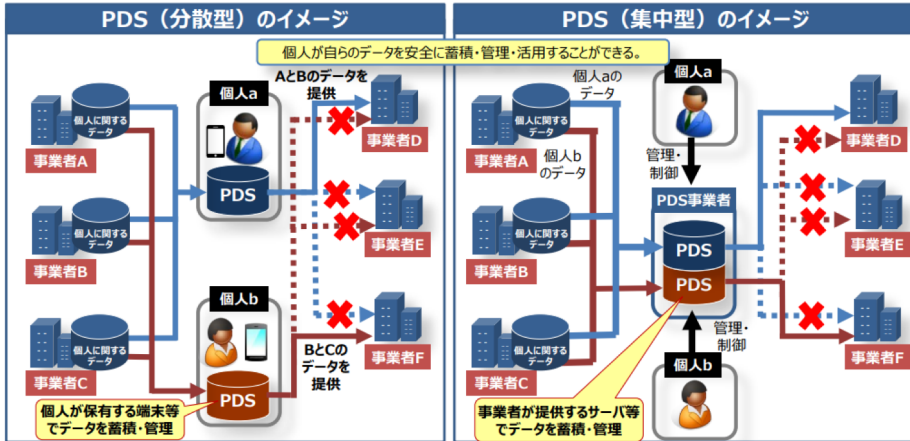 PDS（分散型）のイメージ
PDS（集中型）のイメージ
個人が自らのデータを安全に蓄積・管理・活用することができる。
個人に関する
データ
事業者A
個人に関する
データ
事業者B
個人に関する
データ
事業者C
個人a
PDS
AとBのデータを
提供
個人b
PDS
BとCの
データを
提供
事業者D
事業者E
事業者F
個人が保有する端末等
でデータを蓄積・管理
個人に関する
データ
事業者A
個人に関する
データ
事業者B
個人に関する
データ
事業者C
個人aの
データ
個人b
のデータ
個人a
管理・
制御
PDS事業者
PDS
PDS
管理・
制御
個人b
事業者D
事業者E
事業者F
事業者が提供するサーバ等
でデータを蓄積・管理